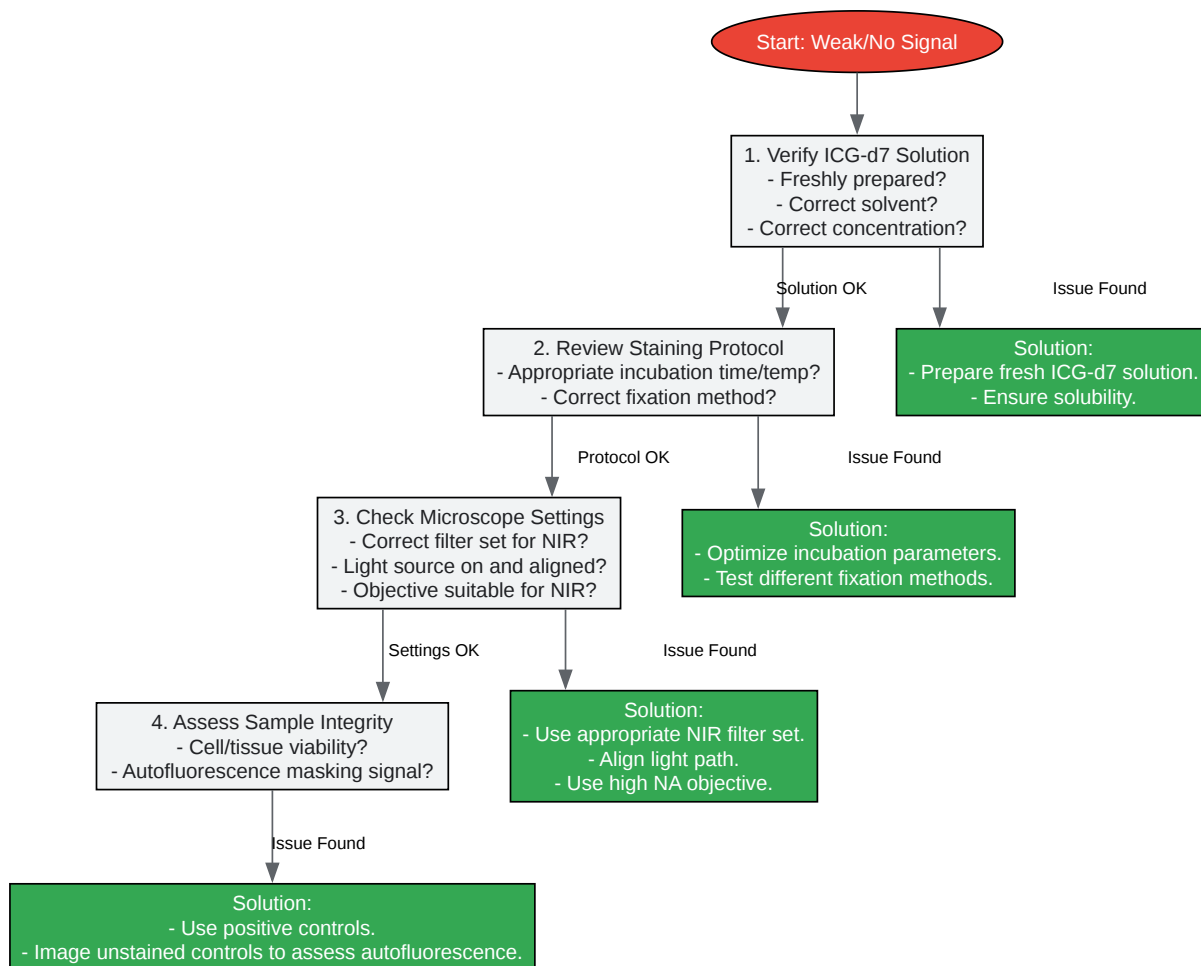 Start: Weak/No Signal
1. Verify ICG-d7 Solution
- Freshly prepared?
- Correct solvent?
- Correct concentration?
Solution OK
Issue Found
2. Review Staining Protocol
- Appropriate incubation time/temp?
- Correct fixation method?
Solution:
- Prepare fresh ICG-d7 solution.
- Ensure solubility.
Protocol OK
Issue Found
3. Check Microscope Settings
- Correct filter set for NIR?
- Light source on and aligned?
- Objective suitable for NIR?
Solution:
- Optimize incubation parameters.
- Test different fixation methods.
Settings OK
Issue Found
4. Assess Sample Integrity
- Cell/tissue viability?
- Autofluorescence masking signal?
Solution:
- Use appropriate NIR filter set.
- Align light path.
- Use high NA objective.
Issue Found
Solution:
- Use positive controls.
- Image unstained controls to assess autofluorescence.